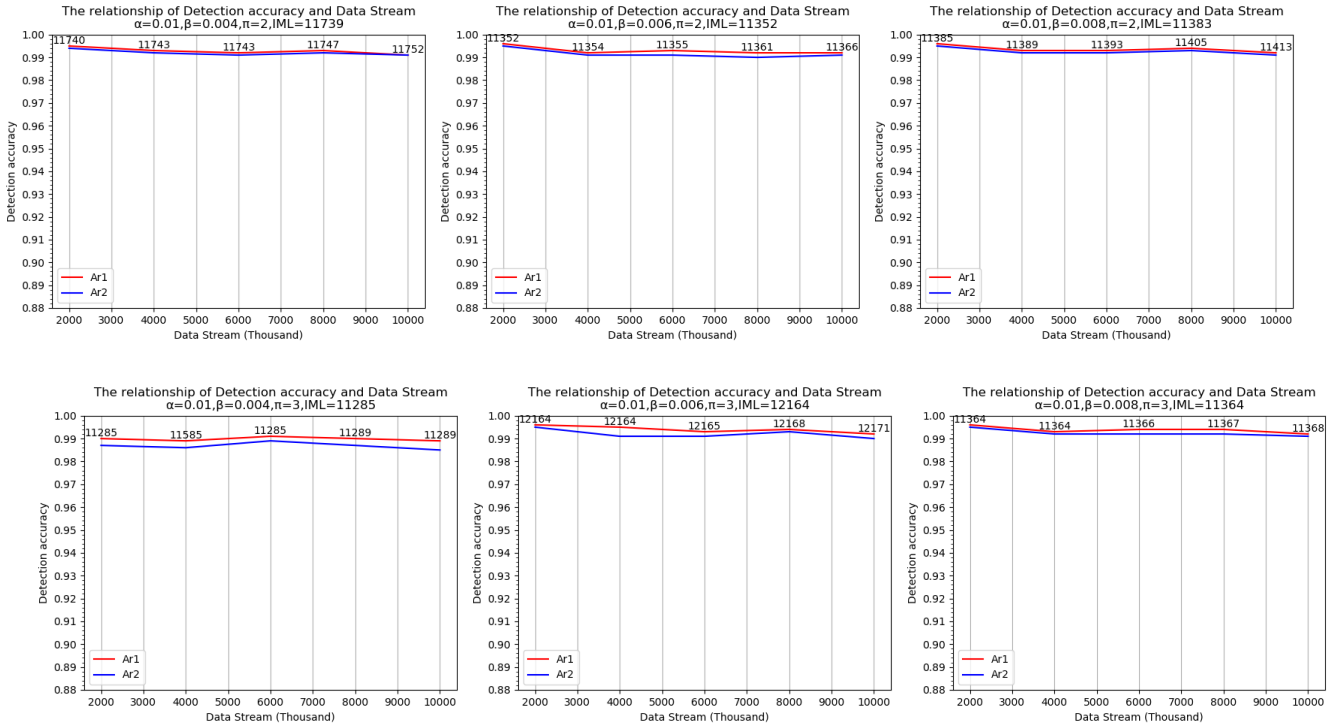 The relationship of Detection accuracy and Data Stream
α=0.01,β=0.004,π=2,IML=11739
1.00
0.99
0.98
0.97
0.96
0.95
0.94
0.93
0.92
0.91
0.90
0.89
0.88
Detection accuracy
11740
11743
11743
11747
11752
Ar1
Ar2
2000 3000 4000 5000 6000 7000 8000 9000 10000
Data Stream (Thousand)
The relationship of Detection accuracy and Data Stream
α=0.01,β=0.006,π=2,IML=11352
1.00
0.99
0.98
0.97
0.96
0.95
0.94
0.93
0.92
0.91
0.90
0.89
0.88
Detection accuracy
11352
11354
11355
11361
11366
Ar1
Ar2
2000 3000 4000 5000 6000 7000 8000 9000 10000
Data Stream (Thousand)
The relationship of Detection accuracy and Data Stream
α=0.01,β=0.008,π=2,IML=11383
1.00
0.99
0.98
0.97
0.96
0.95
0.94
0.93
0.92
0.91
0.90
0.89
0.88
Detection accuracy
11385
11389
11393
11405
11413
Ar1
Ar2
2000 3000 4000 5000 6000 7000 8000 9000 10000
Data Stream (Thousand)
The relationship of Detection accuracy and Data Stream
α=0.01,β=0.004,π=3,IML=11285
1.00
0.99
0.98
0.97
0.96
0.95
0.94
0.93
0.92
0.91
0.90
0.89
0.88
Detection accuracy
11285
11585
11285
11289
11289
Ar1
Ar2
2000 3000 4000 5000 6000 7000 8000 9000 10000
Data Stream (Thousand)
The relationship of Detection accuracy and Data Stream
α=0.01,β=0.006,π=3,IML=12164
1.00
0.99
0.98
0.97
0.96
0.95
0.94
0.93
0.92
0.91
0.90
0.89
0.88
Detection accuracy
12164
12164
12165
12168
12171
Ar1
Ar2
2000 3000 4000 5000 6000 7000 8000 9000 10000
Data Stream (Thousand)
The relationship of Detection accuracy and Data Stream
α=0.01,β=0.008,π=3,IML=11364
1.00
0.99
0.98
0.97
0.96
0.95
0.94
0.93
0.92
0.91
0.90
0.89
0.88
Detection accuracy
11364
11364
11366
11367
11368
Ar1
Ar2
2000 3000 4000 5000 6000 7000 8000 9000 10000
Data Stream (Thousand)